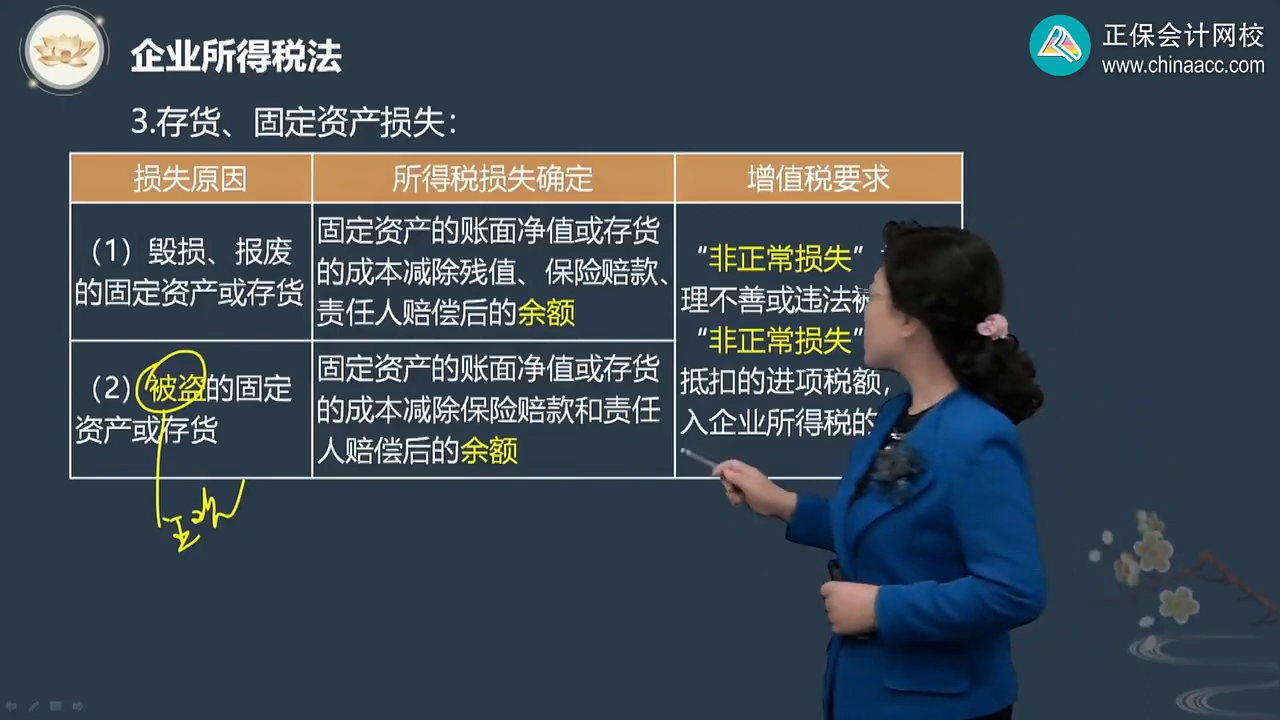 企业所得税法
正保会计网校
www.chinaacc.com
3.存货、固定资产损失：
损失原因
所得税损失确定
增值税要求
（1）毁损、报废
的固定资产或存货
固定资产的账面净值或存货
的成本减除残值、保险赔款、
责任人赔偿后的余额
（2）被盗的固定
资产或存货
固定资产的账面净值或存货
的成本减除保险赔款和责任
人赔偿后的余额
“非正常损失”
理不善或违法被
“非正常损失”
抵扣的进项税额，
入企业所得税的